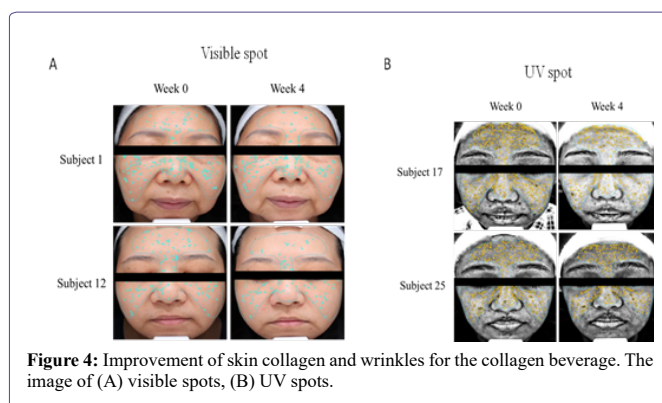 Visible spot
A
Week 0
Week 4
Subject 1
Subject 12
B
UV spot
Week 0
Week 4
Subject 17
Subject 25
Figure 4: Improvement of skin collagen and wrinkles for the collagen beverage. The
image of (A) visible spots, (B) UV spots.